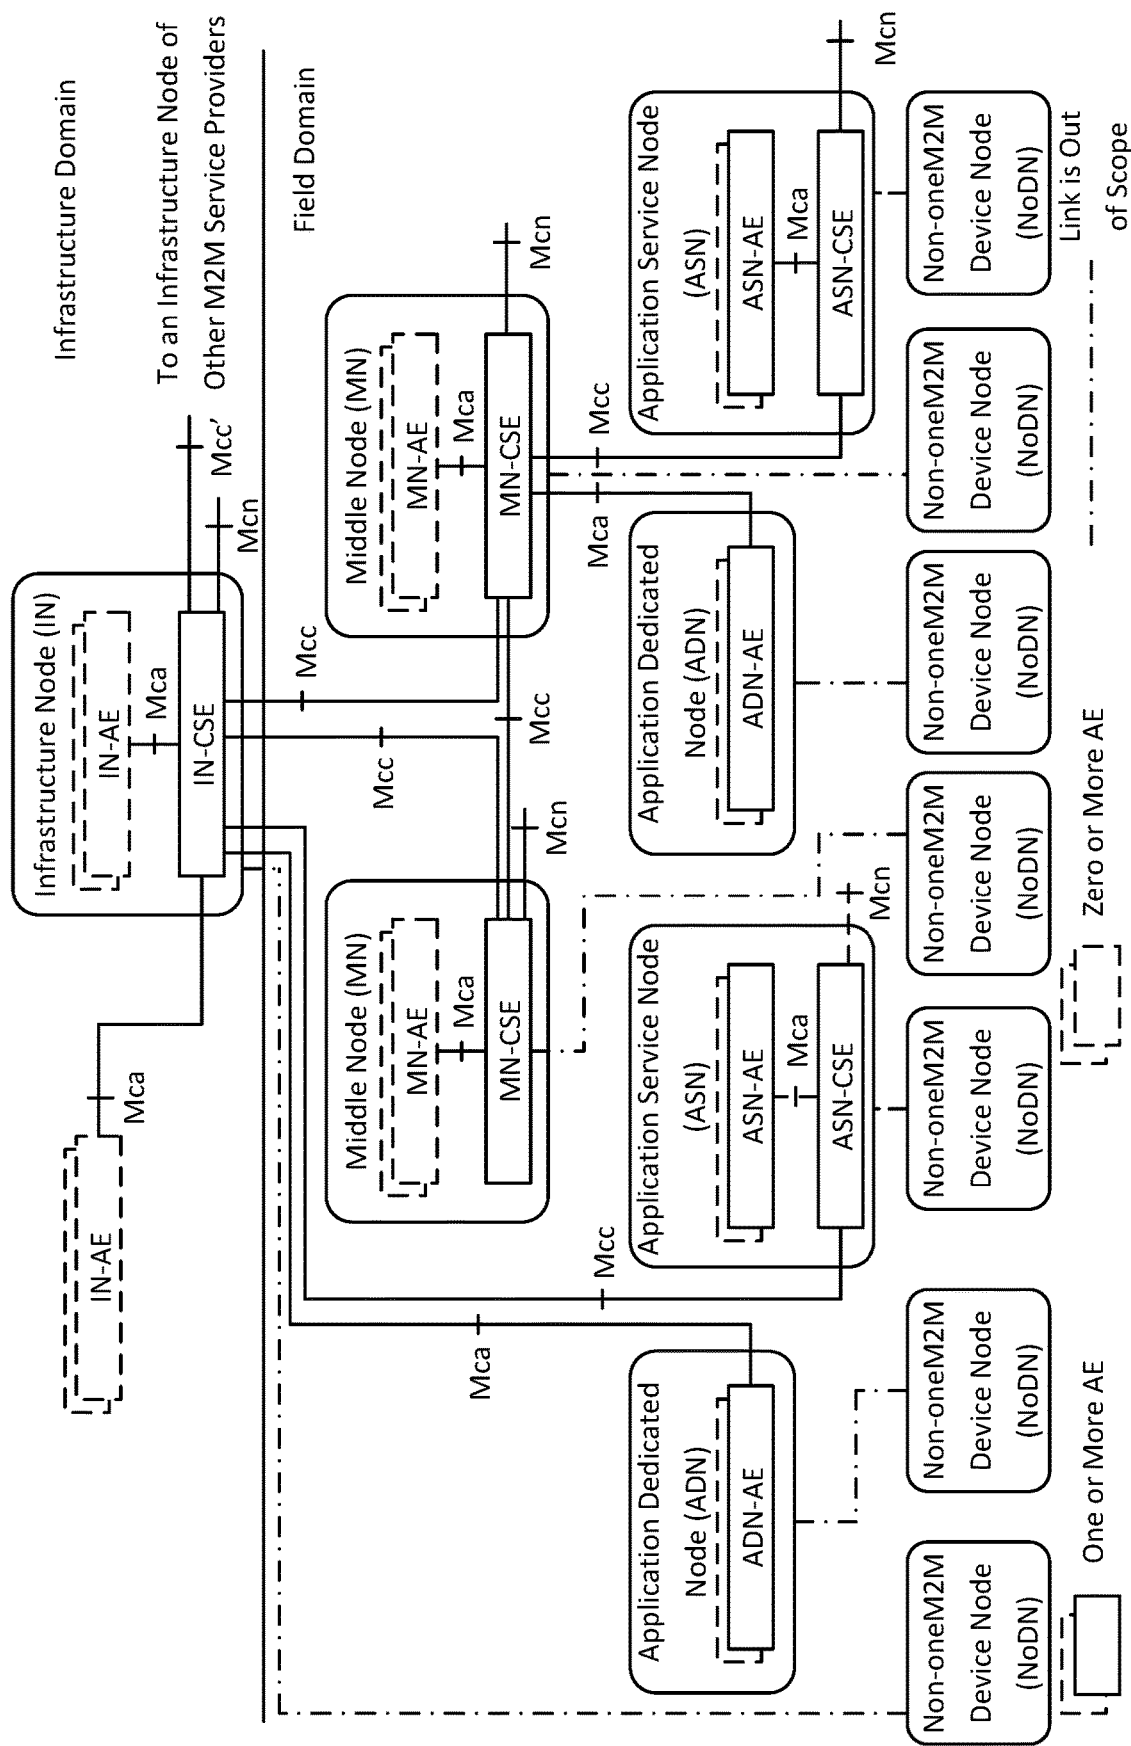 Infrastructure Domain
IN-AE
Mca
Infrastructure Node (IN)
IN-AE
Mca
IN-CSE
Mcc’
Mcn
To an Infrastructure Node of
Other M2M Service Providers
Field Domain
Mcc
Mcc
Middle Node (MN)
MN-AE
Mca
MN-CSE
Mcn
Mcc
Middle Node (MN)
MN-AE
Mca
MN-CSE
Mcn
Mca
Mcc
Mca
Mcc
Application Dedicated
Node (ADN)
ADN-AE
Application Service Node
(ASN)
ASN-AE
Mca
ASN-CSE
Mcn
Application Dedicated
Node (ADN)
ADN-AE
Application Service Node
(ASN)
ASN-AE
Mca
ASN-CSE
Mcn
Non-oneM2M
Device Node
(NoDN)
Non-oneM2M
Device Node
(NoDN)
Non-oneM2M
Device Node
(NoDN)
Non-oneM2M
Device Node
(NoDN)
Non-oneM2M
Device Node
(NoDN)
Non-oneM2M
Device Node
(NoDN)
Non-oneM2M
Device Node
(NoDN)
One or More AE
Zero or More AE
Link is Out
of Scope